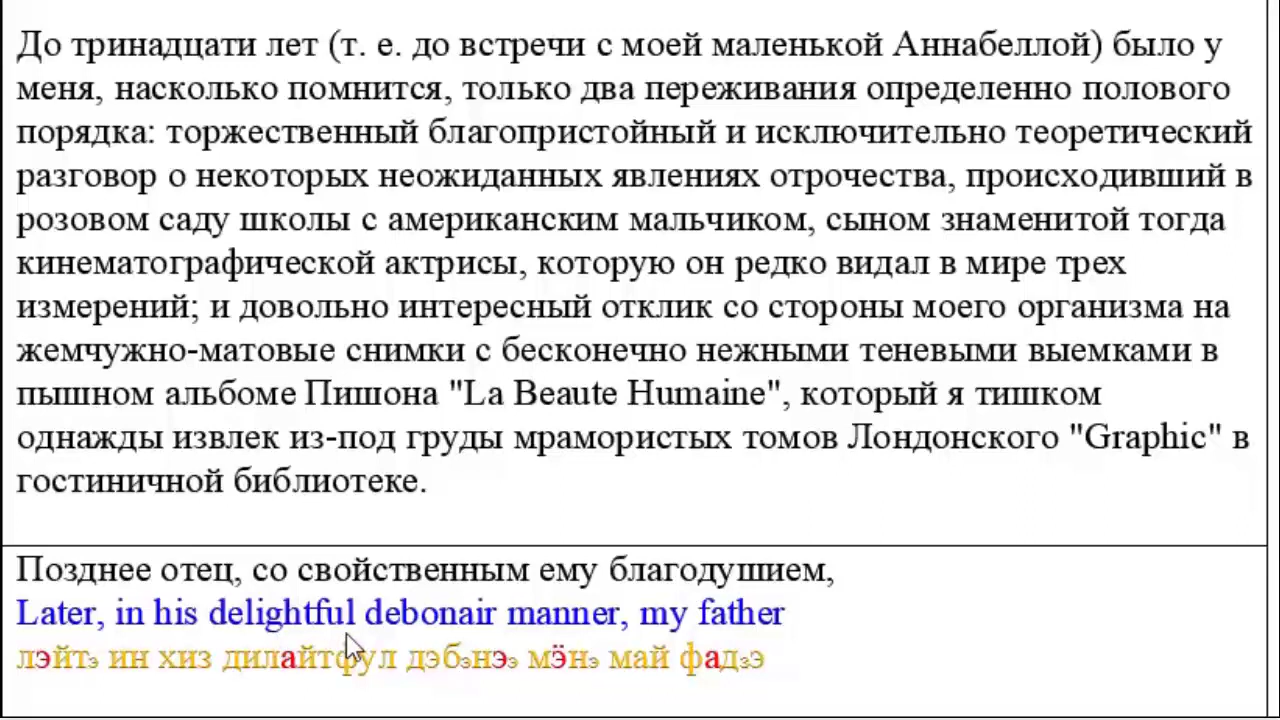 До тринадцати лет (т. е. до встречи с моей маленькой Аннабеллой) было у
меня, насколько помнится, только два переживания определенно полового
порядка: торжественный благопристойный и исключительно теоретический
разговор о некоторых неожиданных явлениях отрочества, происходивший в
розовом саду школы с американским мальчиком, сыном знаменитой тогда
кинематографической актрисы, которую он редко видал в мире трех
измерений; и довольно интересный отклик со стороны моего организма на
жемчужно-матовые снимки с бесконечно нежными теневыми выемками в
пышном альбоме Пишона "La Beaute Humaine", который я тишком
однажды извлек из-под груды мрамористых томов Лондонского "Graphic" в
гостиничной библиотеке.
Позднее отец, со свойственным ему благодушием,
Later, in his delightful debonair manner, my father
лэйтэ ин хиз дилайтфул дэбэнээ мӭнэ май фадзэ